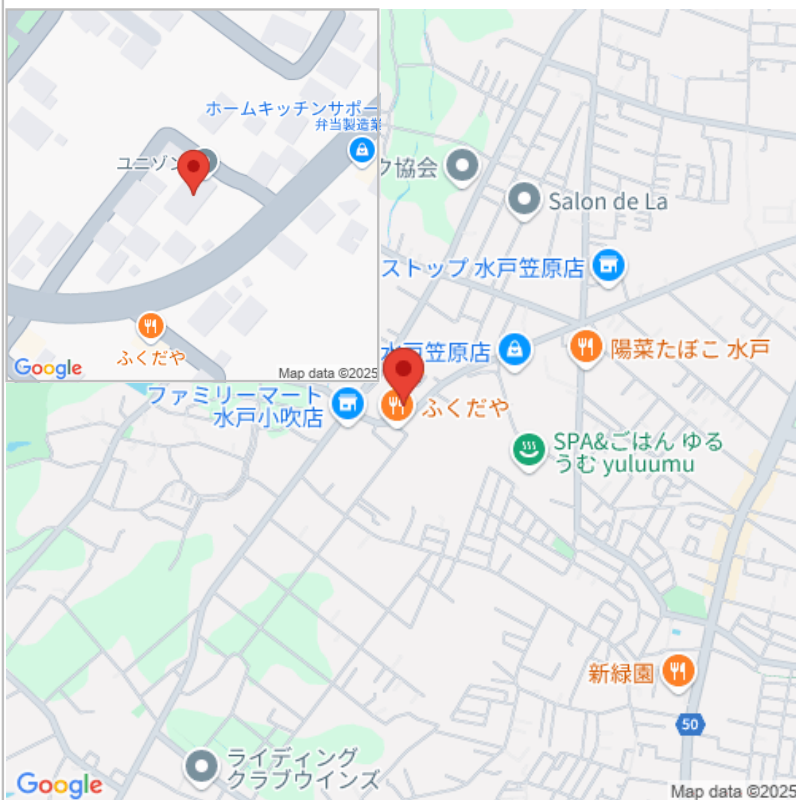 ホームキッチンサポー
弁当製造業
ユニゾン
ふくだや
Google
Map data ©2025
ク協会
Salon de La
ストップ 水戸笠原店
水戸笠原店
陽菜たばこ 水戸
ファミリーマート
水戸小吹店
ふくだや
SPA&ごはん ゆる
うむ yuluumu
新緑園
50
ライディング
クラブウインズ
Google
Map data ©2025